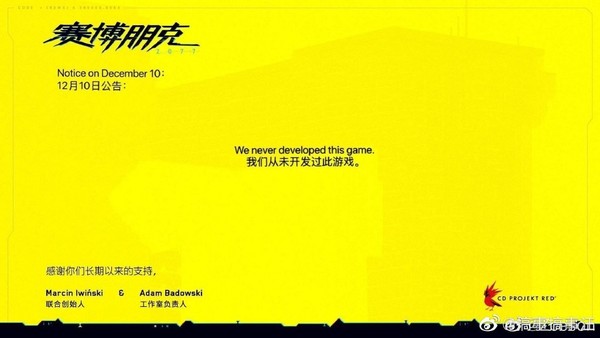 赛博朋克
2077
Notice on December 10:
12月10日公告:
We never developed this game.
我们从未开发过此游戏。
感谢你们长期以来的支持,
Marcin Iwiński & Adam Badowski
联合创始人 工作室负责人
CD PROJEKT RED®